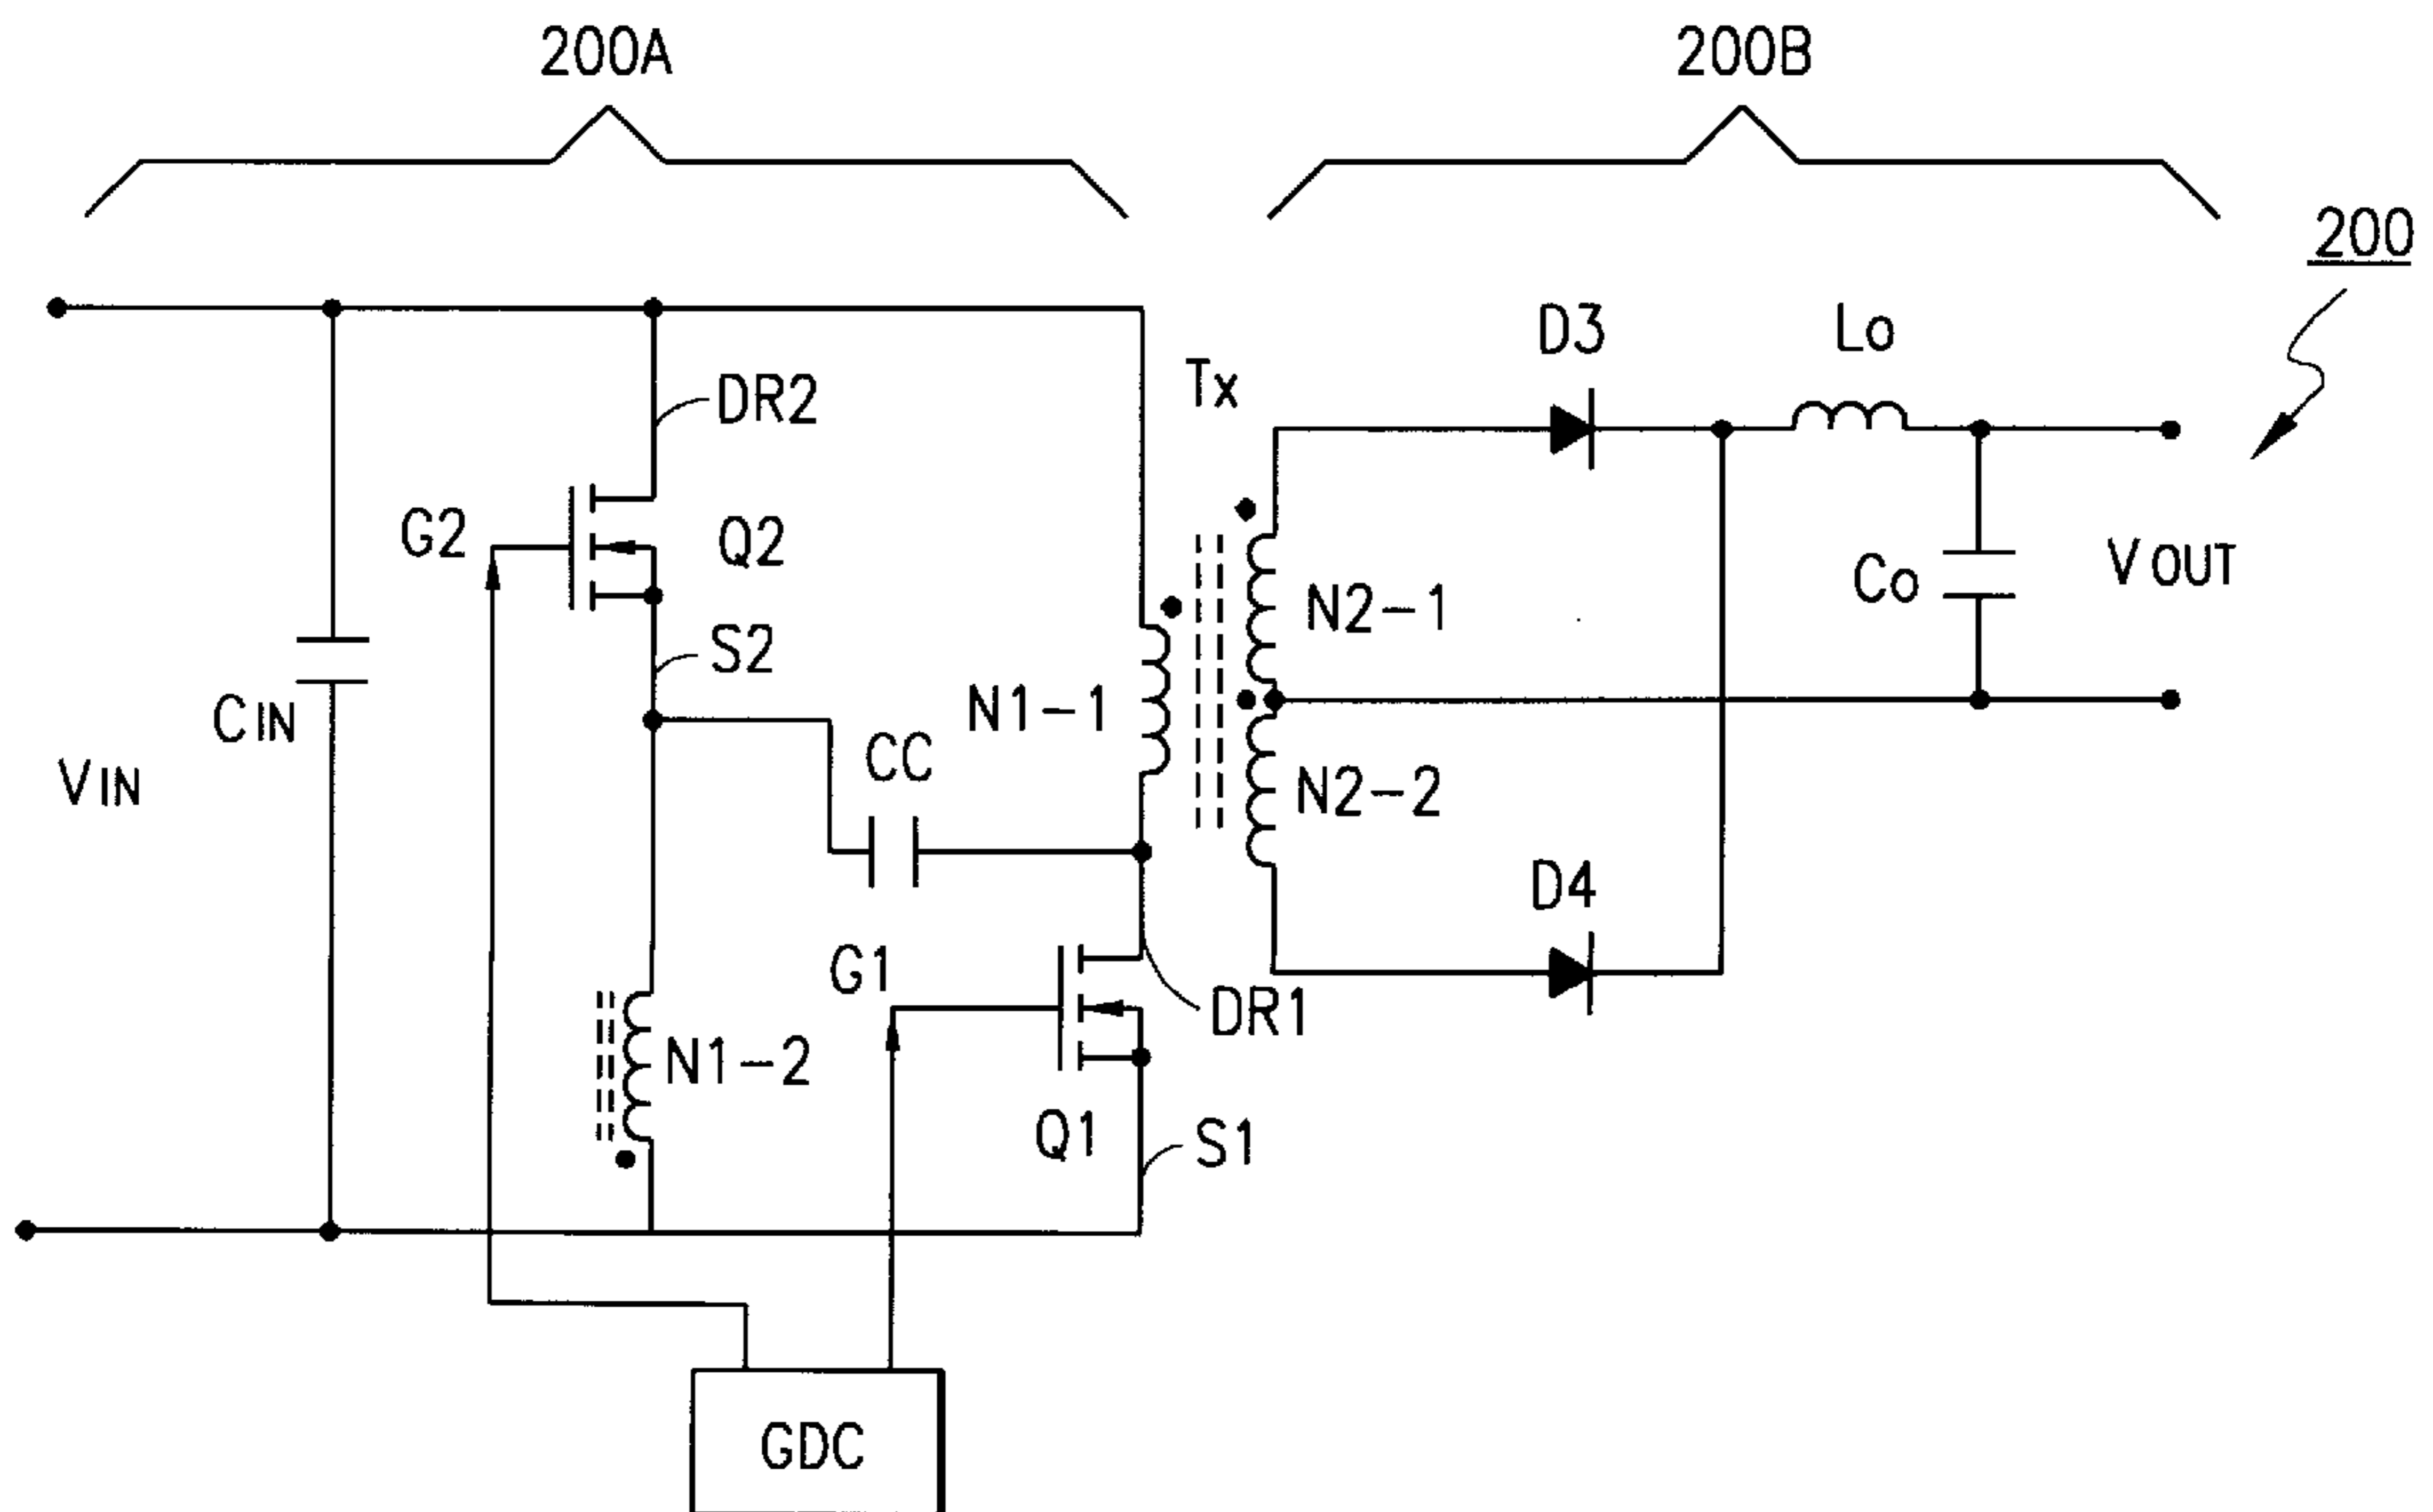 200A
200B
200
D3
Lo
Tx
DR2
G2
Q2
VOUT
Co
N2-1
S2
N1-1
CIN
CC
VIN
N2-2
D4
G1
DR1
N1-2
Q1
S1
GDC